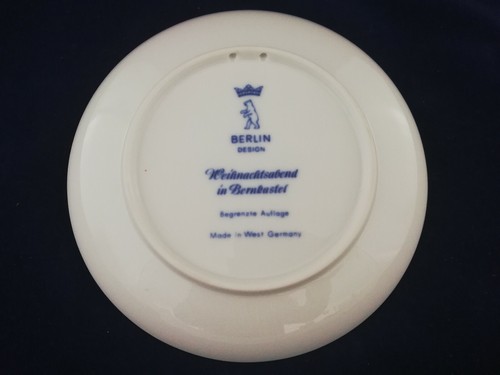 BERLIN
DESIGN
Weihnachtsabend
in Bernkastel
Begrenzte Auflage
Made in West Germany